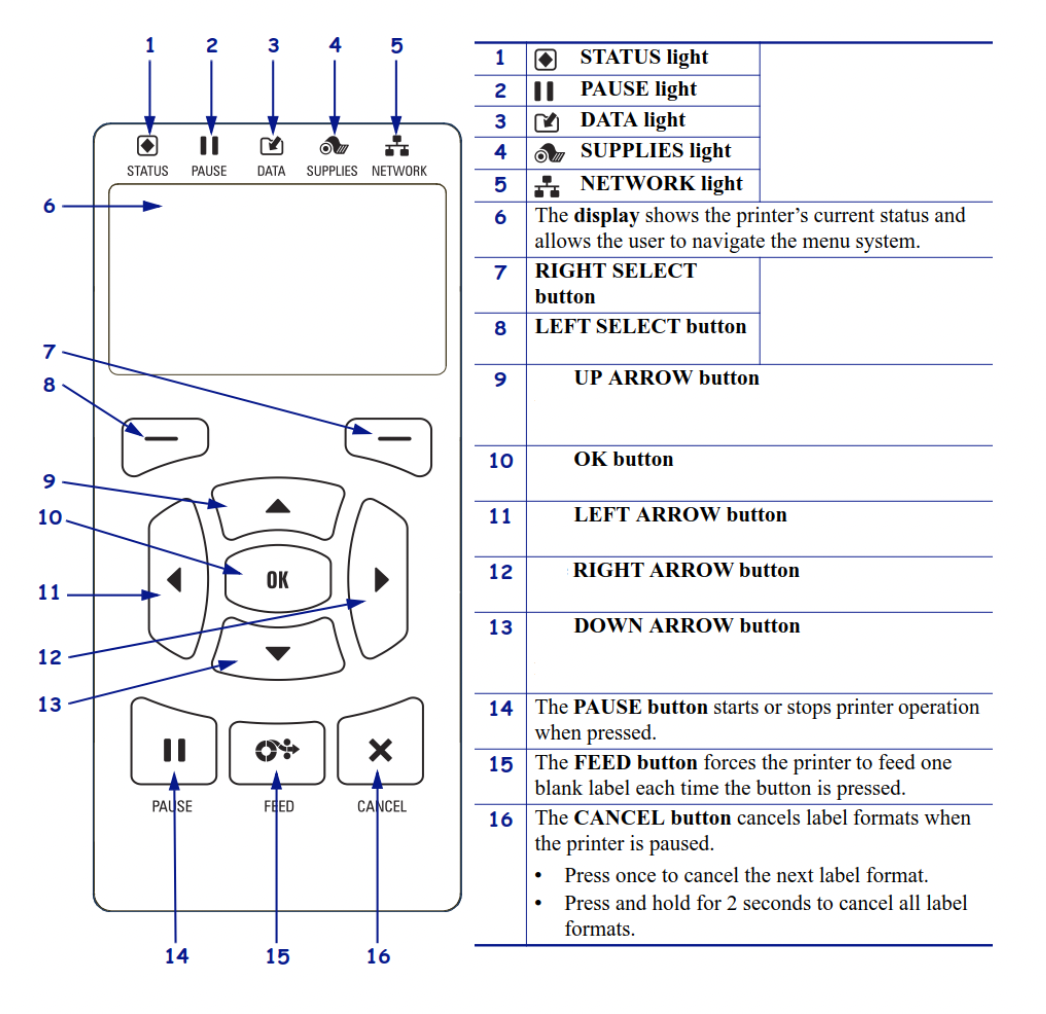 1 2 3 4 5
STATUS PAUSE DATA SUPPLIES NETWORK
6
7
8
9
10
OK
11
12
13
PAUSE FEED CANCEL
14 15 16
1 STATUS light
2 PAUSE light
3 DATA light
4 SUPPLIES light
5 NETWORK light
6 The display shows the printer’s current status and
allows the user to navigate the menu system.
7 RIGHT SELECT
button
8 LEFT SELECT button
9 UP ARROW button
10 OK button
11 LEFT ARROW button
12 RIGHT ARROW button
13 DOWN ARROW button
14 The PAUSE button starts or stops printer operation
when pressed.
15 The FEED button forces the printer to feed one
blank label each time the button is pressed.
16 The CANCEL button cancels label formats when
the printer is paused.
• Press once to cancel the next label format.
• Press and hold for 2 seconds to cancel all label
formats.